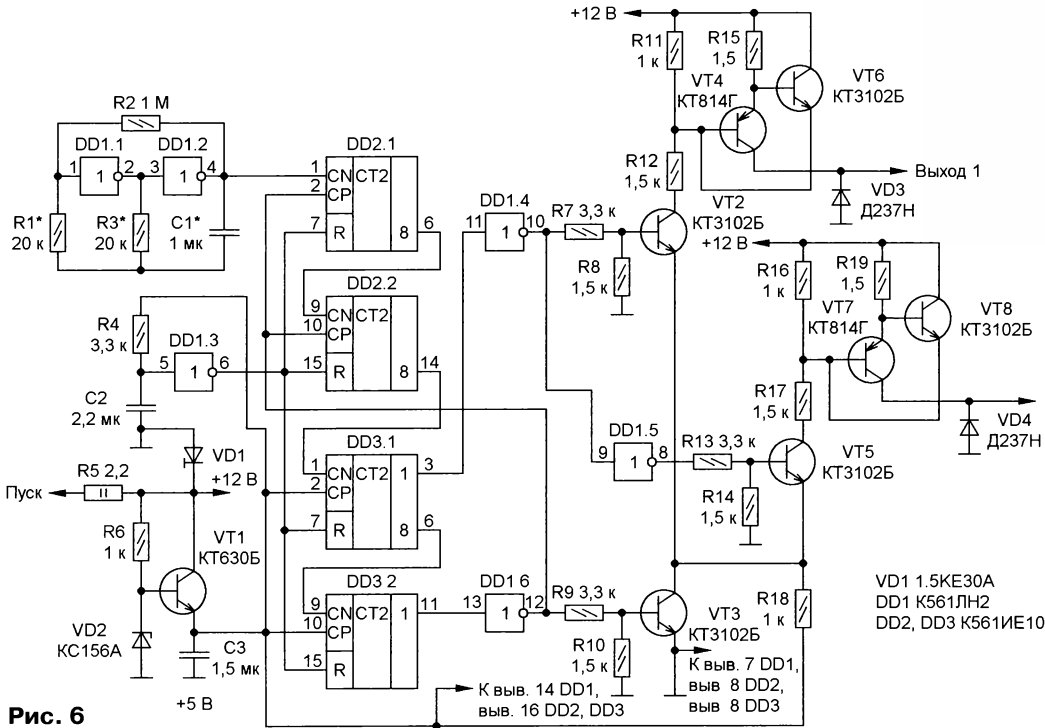 +12 В
R11
1 к
R15
1,5
VT4
КТ814Г
VT6
КТ3102Б
R2 1 М
DD1.1
DD1.2
1
1
2
3
1
4
R1*
20 к
R3*
20 к
C1*
1 мк
DD2.1
1
2
7
CN
CP
R
CT2
8
6
R12
1,5 к
VT2
КТ3102Б
VD3
Д237Н
Выход 1
DD1.4
11
1
10
R7 3,3 к
R8
1,5 к
+12 В
R16
1 к
R19
1,5
VT7
КТ814Г
VT8
КТ3102Б
DD2.2
9
10
15
CN
CP
R
CT2
8
14
R4
3,3 к
DD1.3
5
1
6
C2
2,2 мк
R17
1,5 к
VD4
Д237Н
DD1.5
9
1
8
R13 3,3 к
R14
1,5 к
VT5
КТ3102Б
VD1
+12 В
Пуск
R5 2,2
R6
1 к
VT1
КТ630Б
DD3.1
1
2
7
CN
CP
R
CT2
1
8
3
6
DD3 2
9
10
15
CN
CP
R
CT2
1
11
DD1 6
13
1
12
R9 3,3 к
R10
1,5 к
VT3
КТ3102Б
R18
1 к
VD2
КС156А
C3
1,5 мк
+5 В
К выв. 14 DD1,
выв. 16 DD2, DD3
К выв. 7 DD1,
выв 8 DD2,
выв 8 DD3
VD1 1.5KE30A
DD1 К561ЛН2
DD2, DD3 К561ИЕ10
Рис. 6